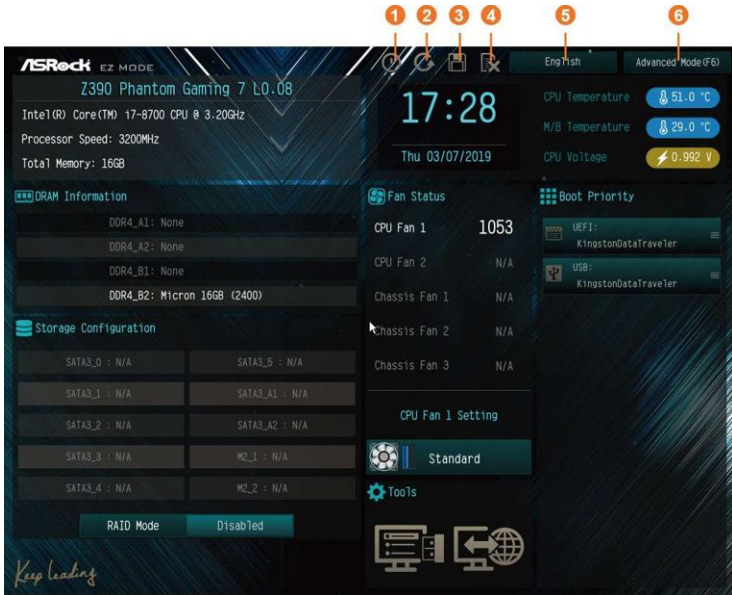 1 2 3 4 5 6
ASRock EZ MODE
English
Advanced Mode(F6)
Z390 Phantom Gaming 7 L0.08
Intel(R) Core(TM) i7-8700 CPU @ 3.20GHz
Processor Speed: 3200MHz
Total Memory: 16GB
17:28
Thu 03/07/2019
CPU Temperature 51.0 °C
M/B Temperature 29.0 °C
CPU Voltage 0.992 V
DRAM Information
DDR4_A1: None
DDR4_A2: None
DDR4_B1: None
DDR4_B2: Micron 16GB (2400)
Storage Configuration
SATA3_0 : N/A SATA3_5 : N/A
SATA3_1 : N/A SATA3_A1 : N/A
SATA3_2 : N/A SATA3_A2 : N/A
SATA3_3 : N/A M2_1 : N/A
SATA3_4 : N/A M2_2 : N/A
RAID Mode Disabled
Keep Leading
Fan Status
CPU Fan 1 1053
CPU Fan 2 N/A
Chassis Fan 1 N/A
Chassis Fan 2 N/A
Chassis Fan 3 N/A
CPU Fan 1 Setting
Standard
Tools
Boot Priority
UEFI:
KingstonDataTraveler
USB:
KingstonDataTraveler